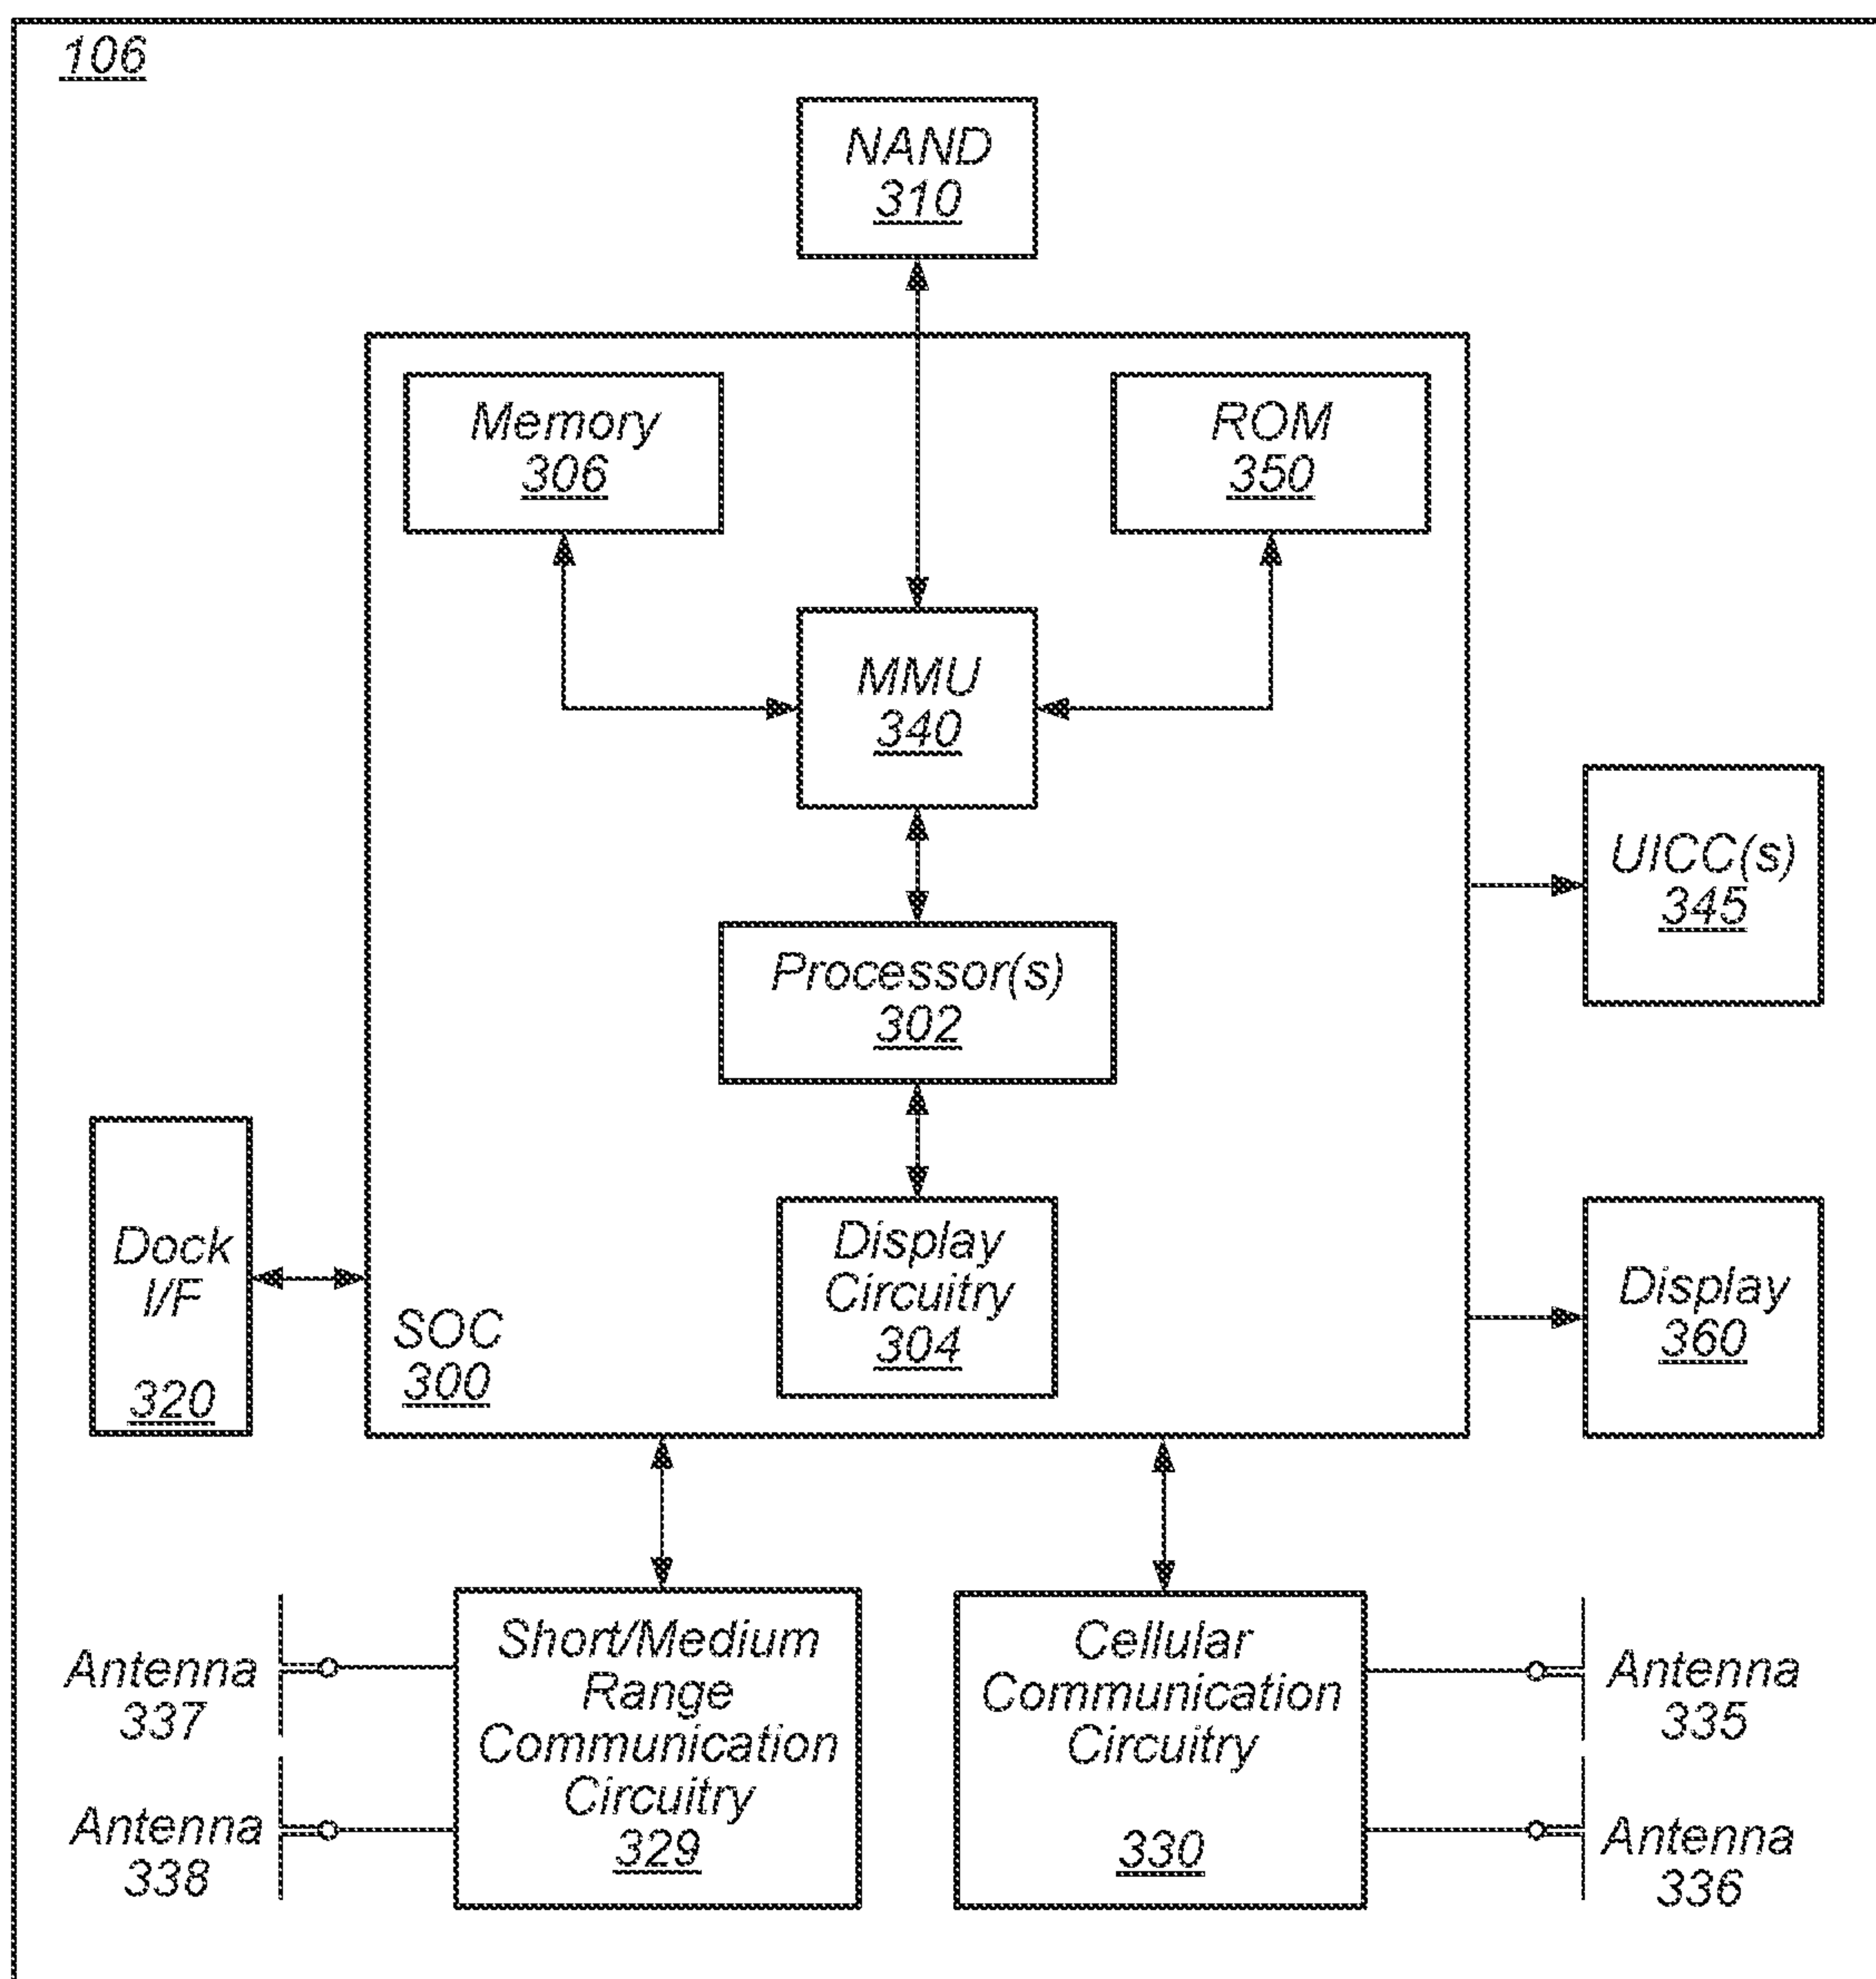 106
NAND
310
Memory
306
ROM
350
MMU
340
UICC(s)
345
Processor(s)
302
Dock
I/F
320
Display
Circuitry
304
SOC
300
Display
360
Short/Medium
Range
Communication
Circuitry
329
Cellular
Communication
Circuitry
330
Antenna
337
Antenna
338
Antenna
335
Antenna
336